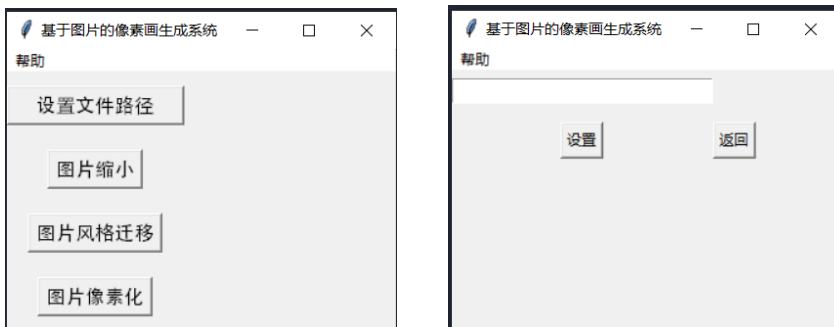 基于图片的像素画生成系统
帮助
设置文件路径
图片缩小
图片风格迁移
图片像素化
基于图片的像素画生成系统
帮助
设置
返回